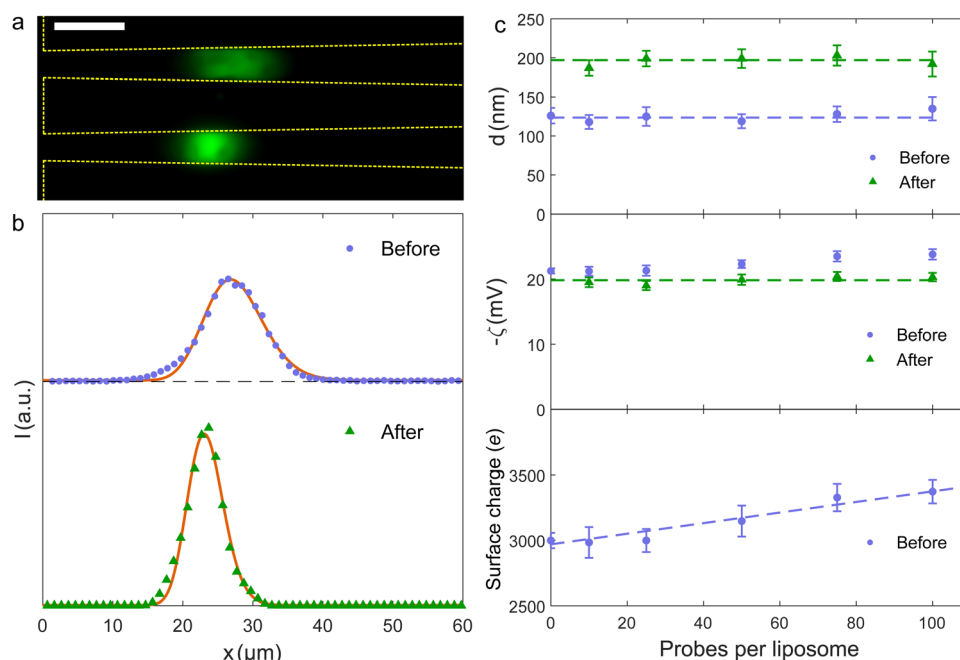 a
b
Before
After
I (a.u.)
0 10 20 30 40 50 60
x (μm)
c
250
200
150
100
50
0
d (nm)
Before
After
40
20
0
-ζ (mV)
Before
After
3500
3000
2500
Surface charge (e)
Before
0 20 40 60 80 100
Probes per liposome